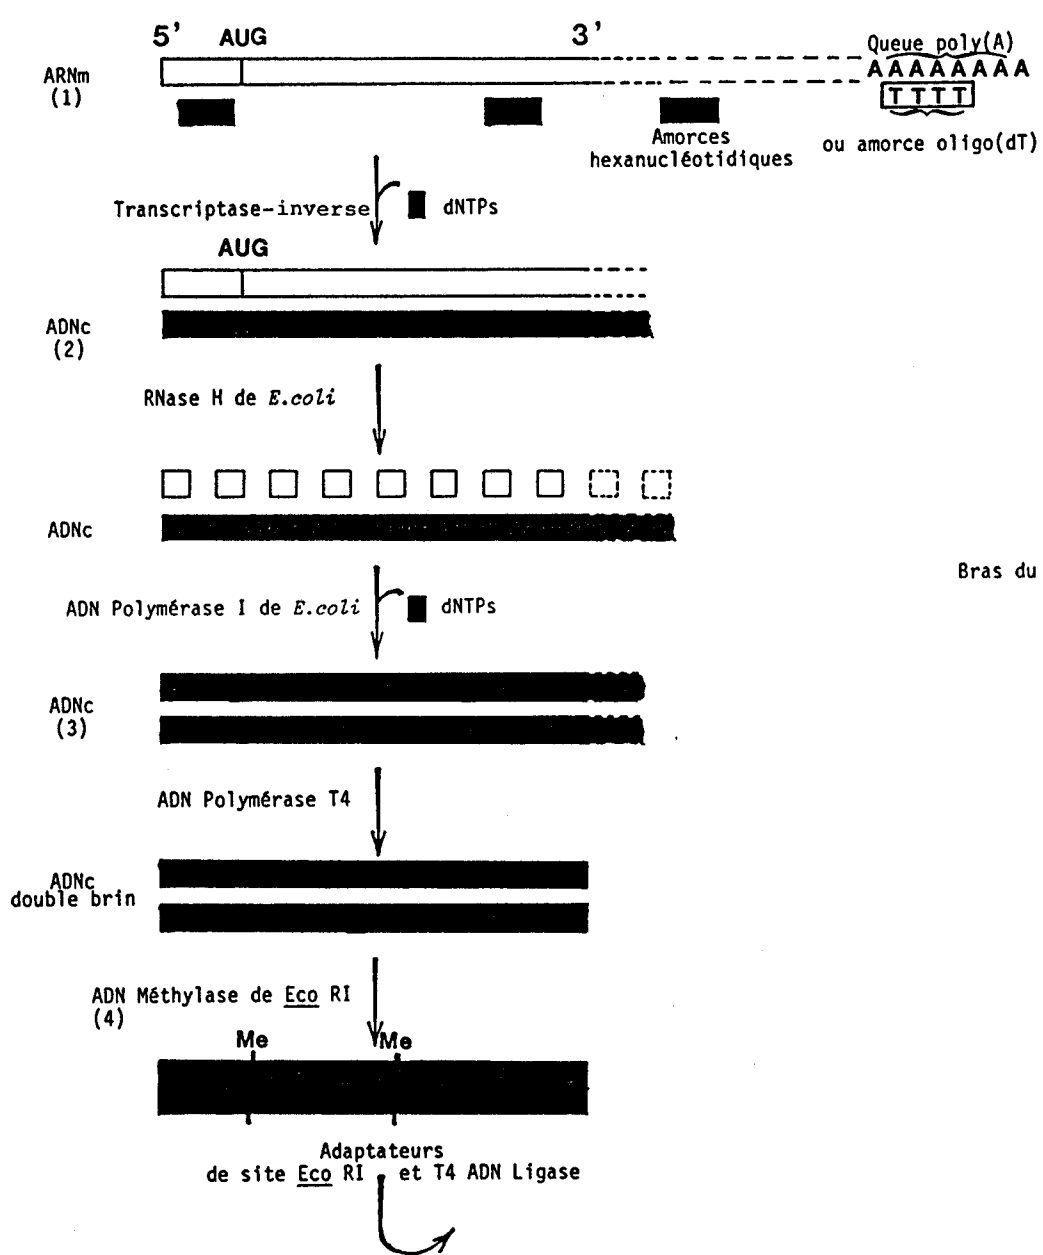 5' AUG 3'
Queue poly(A)
ARNm
(1)
A A A A A A A A
T T T T
Amorces
hexanucléotidiques
ou amorce oligo(dT)
Transcriptase-inverse
dNTPs
AUG
ADNc
(2)
RNase H de E.coli
ADNc
Bras du
ADN Polymérase I de E.coli
dNTPs
ADNc
(3)
ADN Polymérase T4
ADNc
double brin
ADN Méthylase de Eco RI
(4)
Me Me
Adaptateurs
de site Eco RI et T4 ADN Ligase